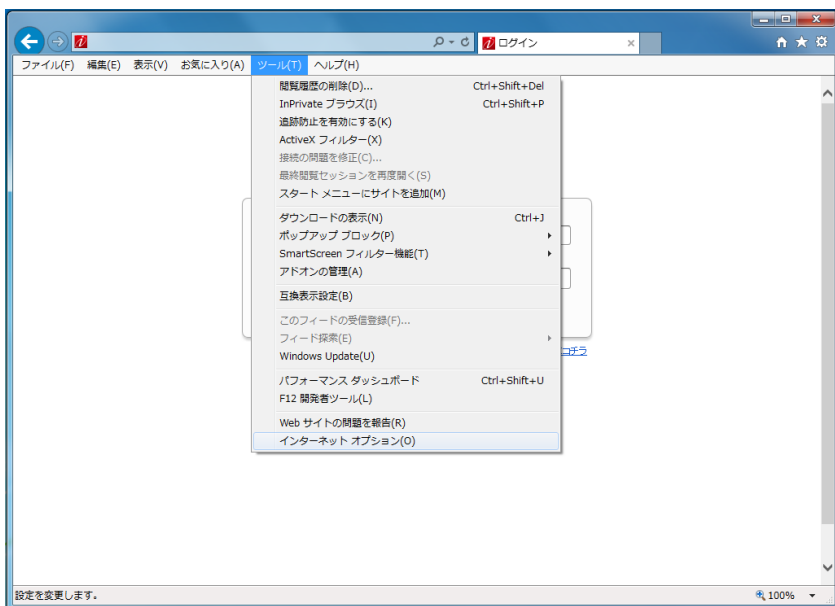 ログイン
ファイル(F) 編集(E) 表示(V) お気に入り(A) ツール(T) ヘルプ(H)
閲覧履歴の削除(D)... Ctrl+Shift+Del
InPrivate ブラウズ(I) Ctrl+Shift+P
追跡防止を有効にする(K)
ActiveX フィルター(X)
接続の問題を修正(C)...
最終閲覧セッションを再度開く(S)
スタート メニューにサイトを追加(M)
ダウンロードの表示(N) Ctrl+J
ポップアップ ブロック(P)
SmartScreen フィルター機能(T)
アドオンの管理(A)
互換表示設定(B)
このフィードの受信登録(F)...
フィード探索(E)
Windows Update(U)
コチラ
パフォーマンス ダッシュボード Ctrl+Shift+U
F12 開発者ツール(L)
Web サイトの問題を報告(R)
インターネット オプション(O)
設定を変更します。 100%